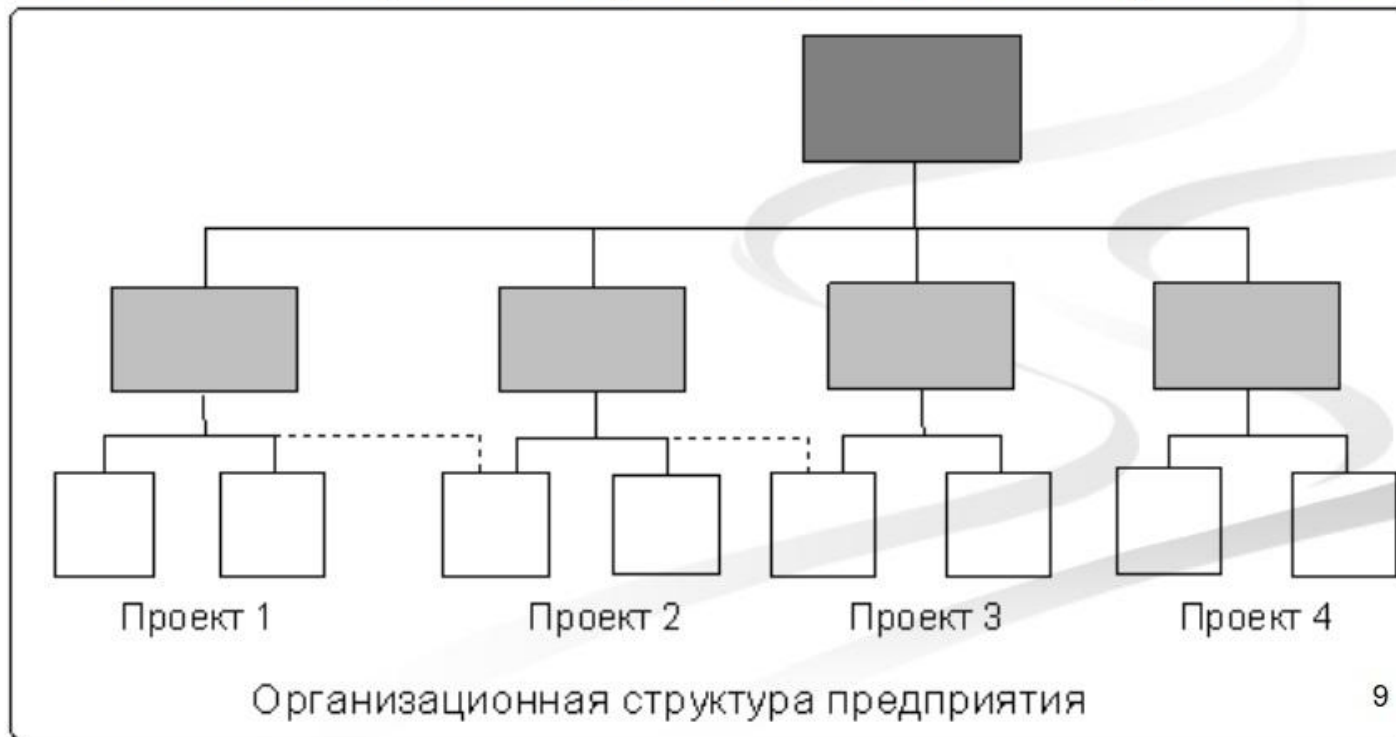 Проект 1 Проект 2 Проект 3 Проект 4
Организационная структура предприятия
9